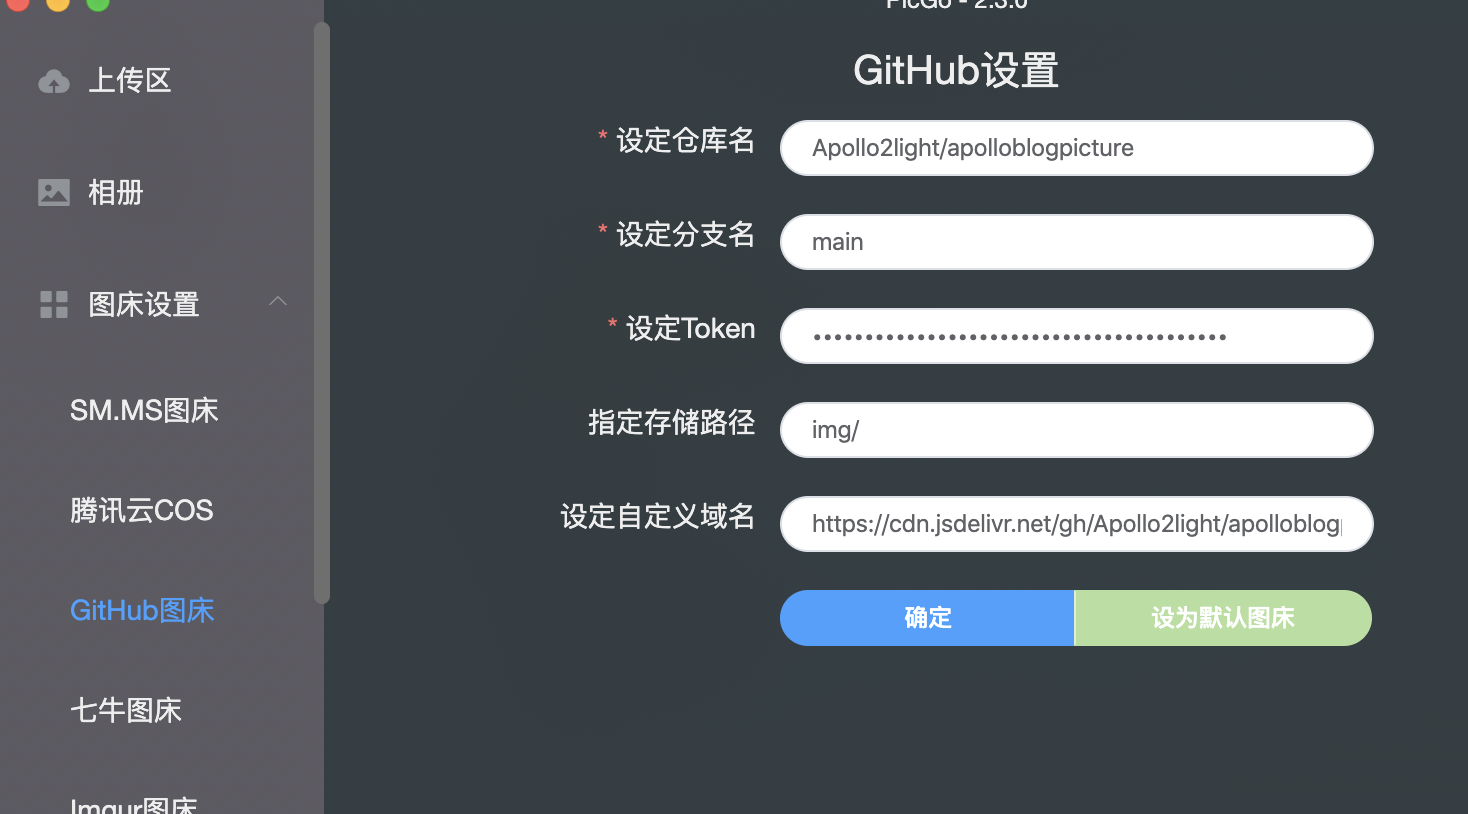 PicGo - 2.3.0
上传区
相册
图床设置
SM.MS图床
腾讯云COS
GitHub图床
七牛图床
Imgur图床
GitHub设置
* 设定仓库名
Apollo2light/apolloblogpicture
* 设定分支名
main
* 设定Token
指定存储路径
img/
设定自定义域名
https://cdn.jsdelivr.net/gh/Apollo2light/apolloblog
确定
设为默认图床